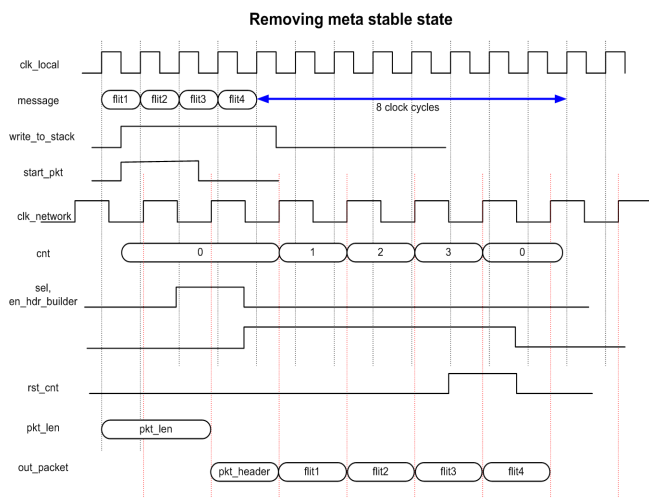 Removing meta stable state
clk_local
message flit1 flit2 flit3 flit4
8 clock cycles
write_to_stack
start_pkt
clk_network
cnt 0 1 2 3 0
sel,
en_hdr_builder
rst_cnt
pkt_len pkt_len
out_packet pkt_header flit1 flit2 flit3 flit4